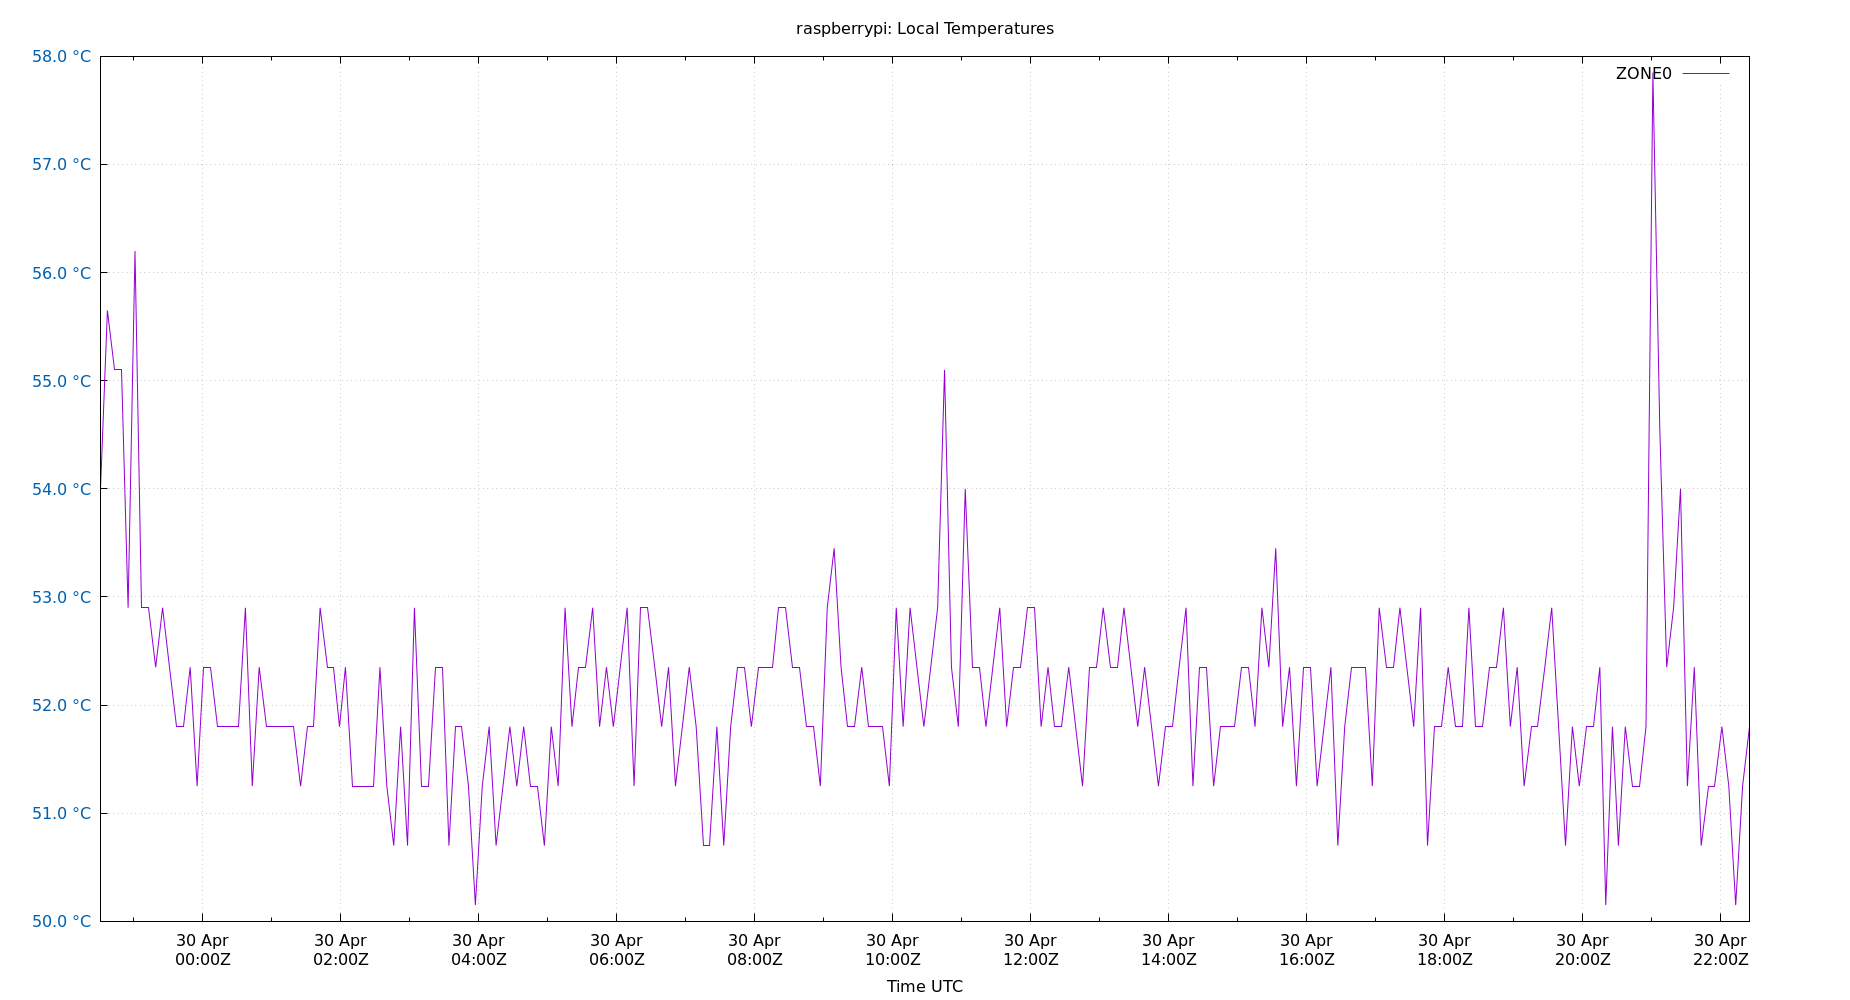 raspberrypi: Local Temperatures
58.0 °C
ZONE0
57.0 °C
56.0 °C
55.0 °C
54.0 °C
53.0 °C
52.0 °C
51.0 °C
50.0 °C
30 Apr 30 Apr 30 Apr 30 Apr 30 Apr 30 Apr 30 Apr 30 Apr 30 Apr 30 Apr 30 Apr 30 Apr
00:00Z 02:00Z 04:00Z 06:00Z 08:00Z 10:00Z 12:00Z 14:00Z 16:00Z 18:00Z 20:00Z 22:00Z
Time UTC